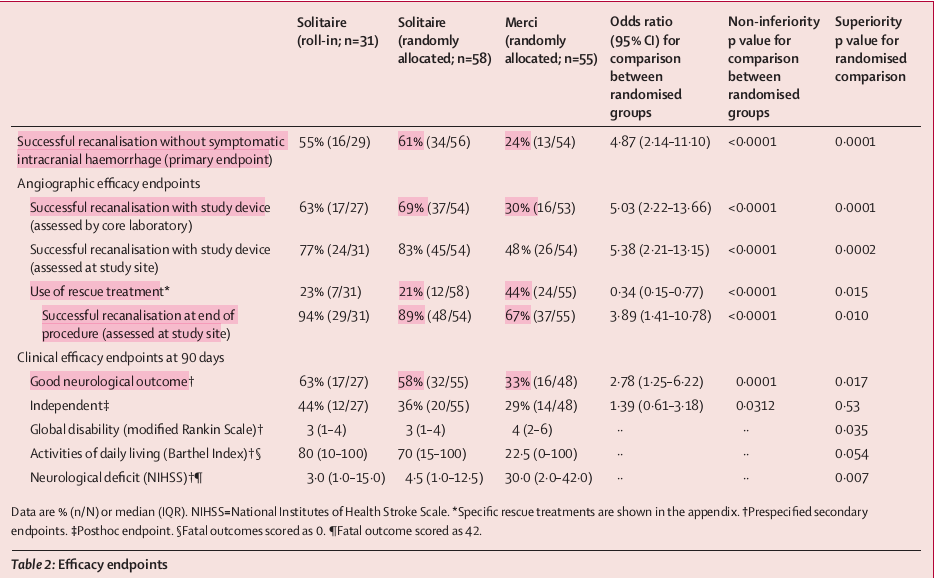 Solitaire (roll-in; n=31) Solitaire (randomly allocated; n=58) Merci (randomly allocated; n=55) Odds ratio (95% CI) for comparison between randomised groups Non-inferiority p value for comparison between randomised groups Superiority p value for randomised comparison
Successful recanalisation without symptomatic intracranial haemorrhage (primary endpoint) 55% (16/29) 61% (34/56) 24% (13/54) 4·87 (2·14–11·10) <0·0001 0·0001
Angiographic efficacy endpoints
Successful recanalisation with study device (assessed by core laboratory) 63% (17/27) 69% (37/54) 30% (16/53) 5·03 (2·22–13·66) <0·0001 0·0001
Successful recanalisation with study device (assessed at study site) 77% (24/31) 83% (45/54) 48% (26/54) 5·38 (2·21–13·15) <0·0001 0·0002
Use of rescue treatment* 23% (7/31) 21% (12/58) 44% (24/55) 0·34 (0·15–0·77) <0·0001 0·015
Successful recanalisation at end of procedure (assessed at study site) 94% (29/31) 89% (48/54) 67% (37/55) 3·89 (1·41–10·78) <0·0001 0·010
Clinical efficacy endpoints at 90 days
Good neurological outcome† 63% (17/27) 58% (32/55) 33% (16/48) 2·78 (1·25–6·22) 0·0001 0·017
Independent‡ 44% (12/27) 36% (20/55) 29% (14/48) 1·39 (0·61–3·18) 0·0312 0·53
Global disability (modified Rankin Scale)† 3 (1–4) 3 (1–4) 4 (2–6) ·· ·· 0·035
Activities of daily living (Barthel Index)†§ 80 (10–100) 70 (15–100) 22·5 (0–100) ·· ·· 0·054
Neurological deficit (NIHSS)†¶ 3·0 (1·0–15·0) 4·5 (1·0–12·5) 30·0 (2·0–42·0) ·· ·· 0·007
Data are % (n/N) or median (IQR). NIHSS=National Institutes of Health Stroke Scale. *Specific rescue treatments are shown in the appendix. †Prespecified secondary
endpoints. ‡Posthoc endpoint. §Fatal outcomes scored as 0. ¶Fatal outcome scored as 42.
Table 2: Efficacy endpoints